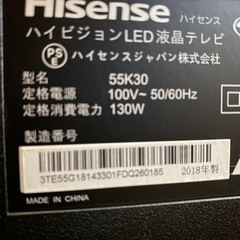 Hisense ハイセンス
ハイビジョンLED液晶テレビ
PS
E ハイセンスジャパン株式会社
型名 55K30
定格電源 100V~ 50/60Hz
定格消費電力 130W
製造番号
3TE55G18143301FDQ260185 2018年製
MADE IN CHINA